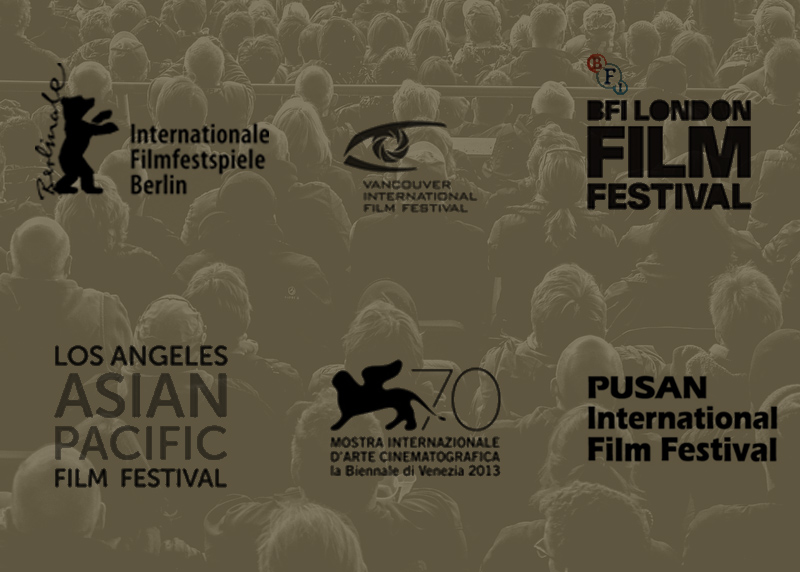 Berlinale
Internationale
Filmfestspiele
Berlin
VANCOUVER
INTERNATIONAL
FILM FESTIVAL
BFI
BFI LONDON
FILM
FESTIVAL
LOS ANGELES
ASIAN
PACIFIC
FILM FESTIVAL
70
MOSTRA INTERNAZIONALE
D'ARTE CINEMATOGRAFICA
la Biennale di Venezia 2013
PUSAN
International
Film Festival